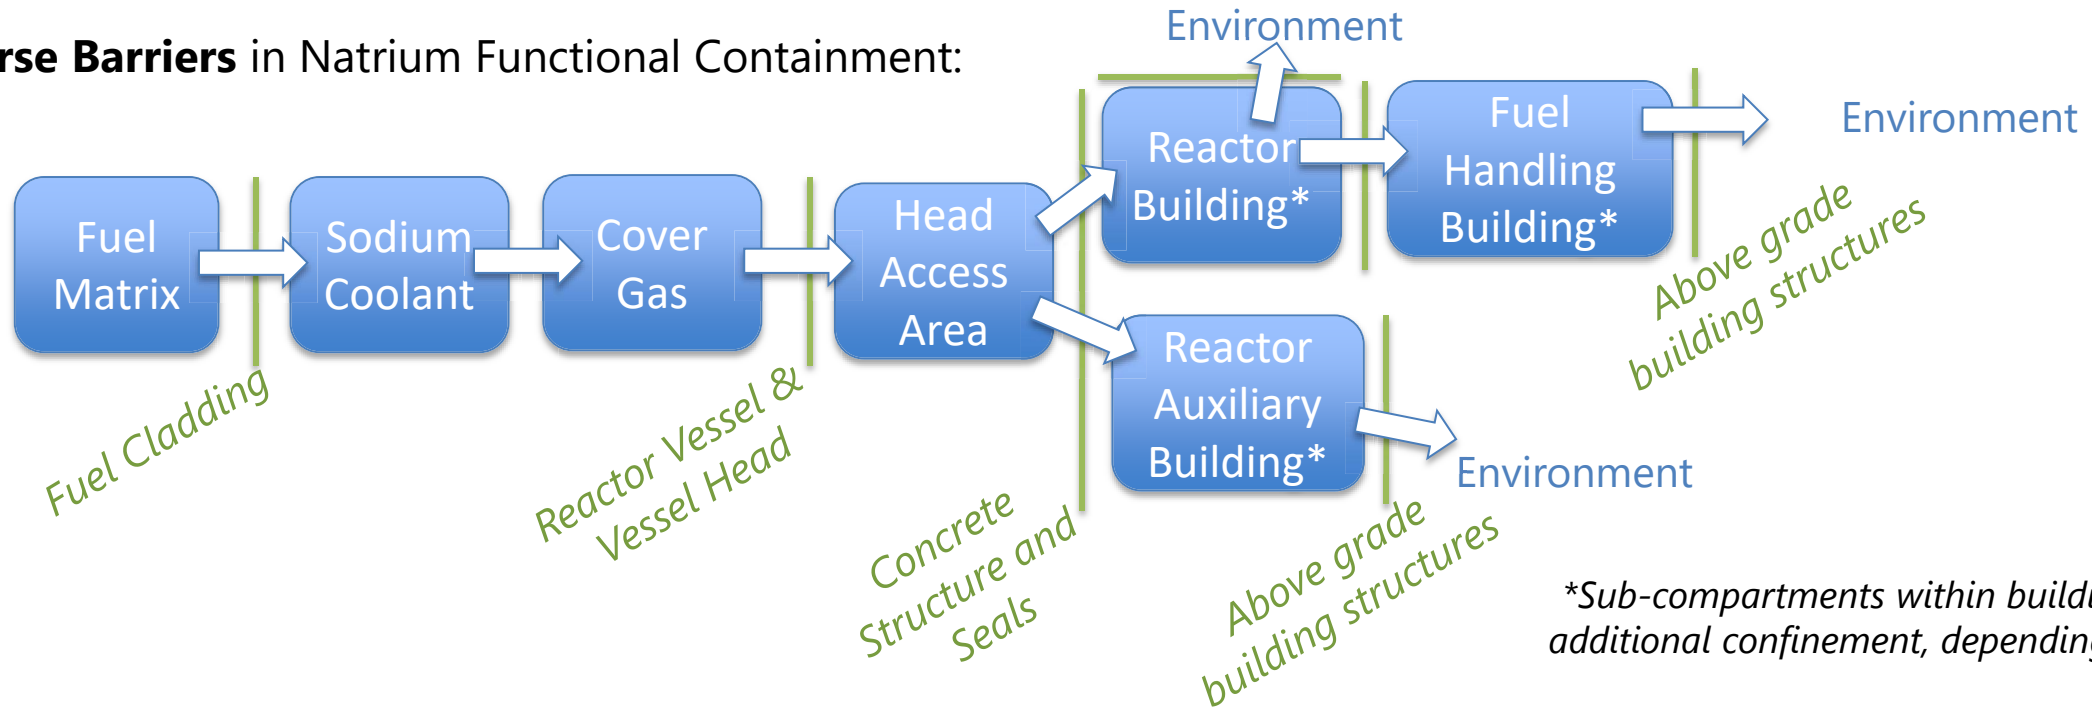 rse Barriers in Natrium Functional Containment:
Environment
Fuel
Matrix
Sodium
Coolant
Cover
Gas
Head
Access
Area
Reactor
Building*
Fuel
Handling
Building*
Environment
Reactor
Auxiliary
Building*
Environment
Fuel Cladding
Reactor Vessel &
Vessel Head
Concrete
Structure and
Seals
Above grade
building structures
Above grade
building structures
*Sub-compartments within build
additional confinement, depending